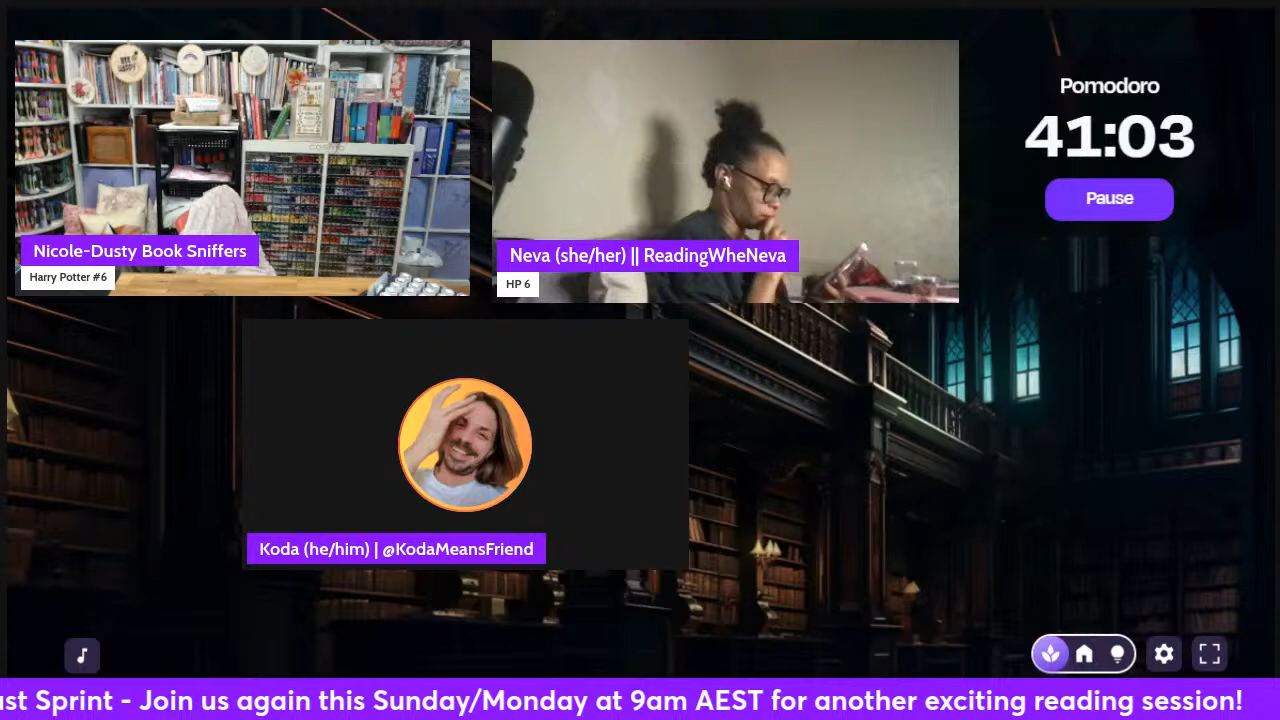 Pomodoro
41:03
Pause
Nicole-Dusty Book Sniffers
Harry Potter #6
Neva (she/her) || ReadingWheNeva
HP 6
Koda (he/him) | @KodaMeansFriend
Sprint - Join us again this Sunday/Monday at 9am AEST for another exciting reading session!